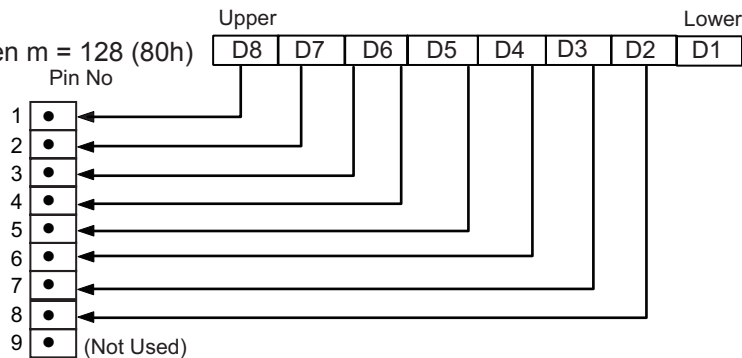 Upper Lower
en m = 128 (80h) D8 D7 D6 D5 D4 D3 D2 D1
Pin No
1
2
3
4
5
6
7
8
9 (Not Used)